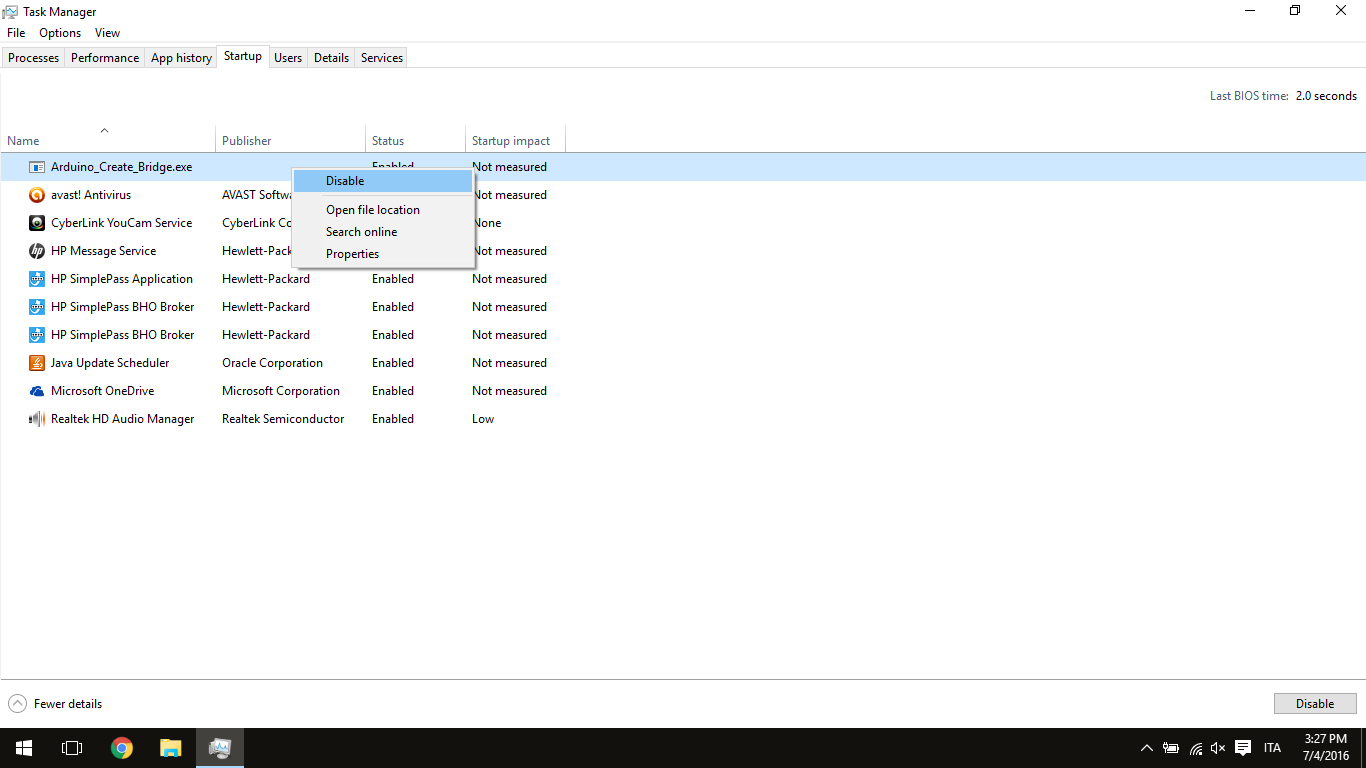 Task Manager
File Options View
Processes Performance App history Startup Users Details Services
Last BIOS time: 2.0 seconds
Name Publisher Status Startup impact
Arduino_Create_Bridge.exe Enabled Not measured
Disable
avast! Antivirus AVAST Softwa Not measured
Open file location
CyberLink YouCam Service CyberLink Co None
Search online
HP Message Service Hewlett-Pack Not measured
Properties
HP SimplePass Application Hewlett-Packard Enabled Not measured
HP SimplePass BHO Broker Hewlett-Packard Enabled Not measured
HP SimplePass BHO Broker Hewlett-Packard Enabled Not measured
Java Update Scheduler Oracle Corporation Enabled Not measured
Microsoft OneDrive Microsoft Corporation Enabled Not measured
Realtek HD Audio Manager Realtek Semiconductor Enabled Low
Fewer details Disable
ITA 3:27 PM
7/4/2016